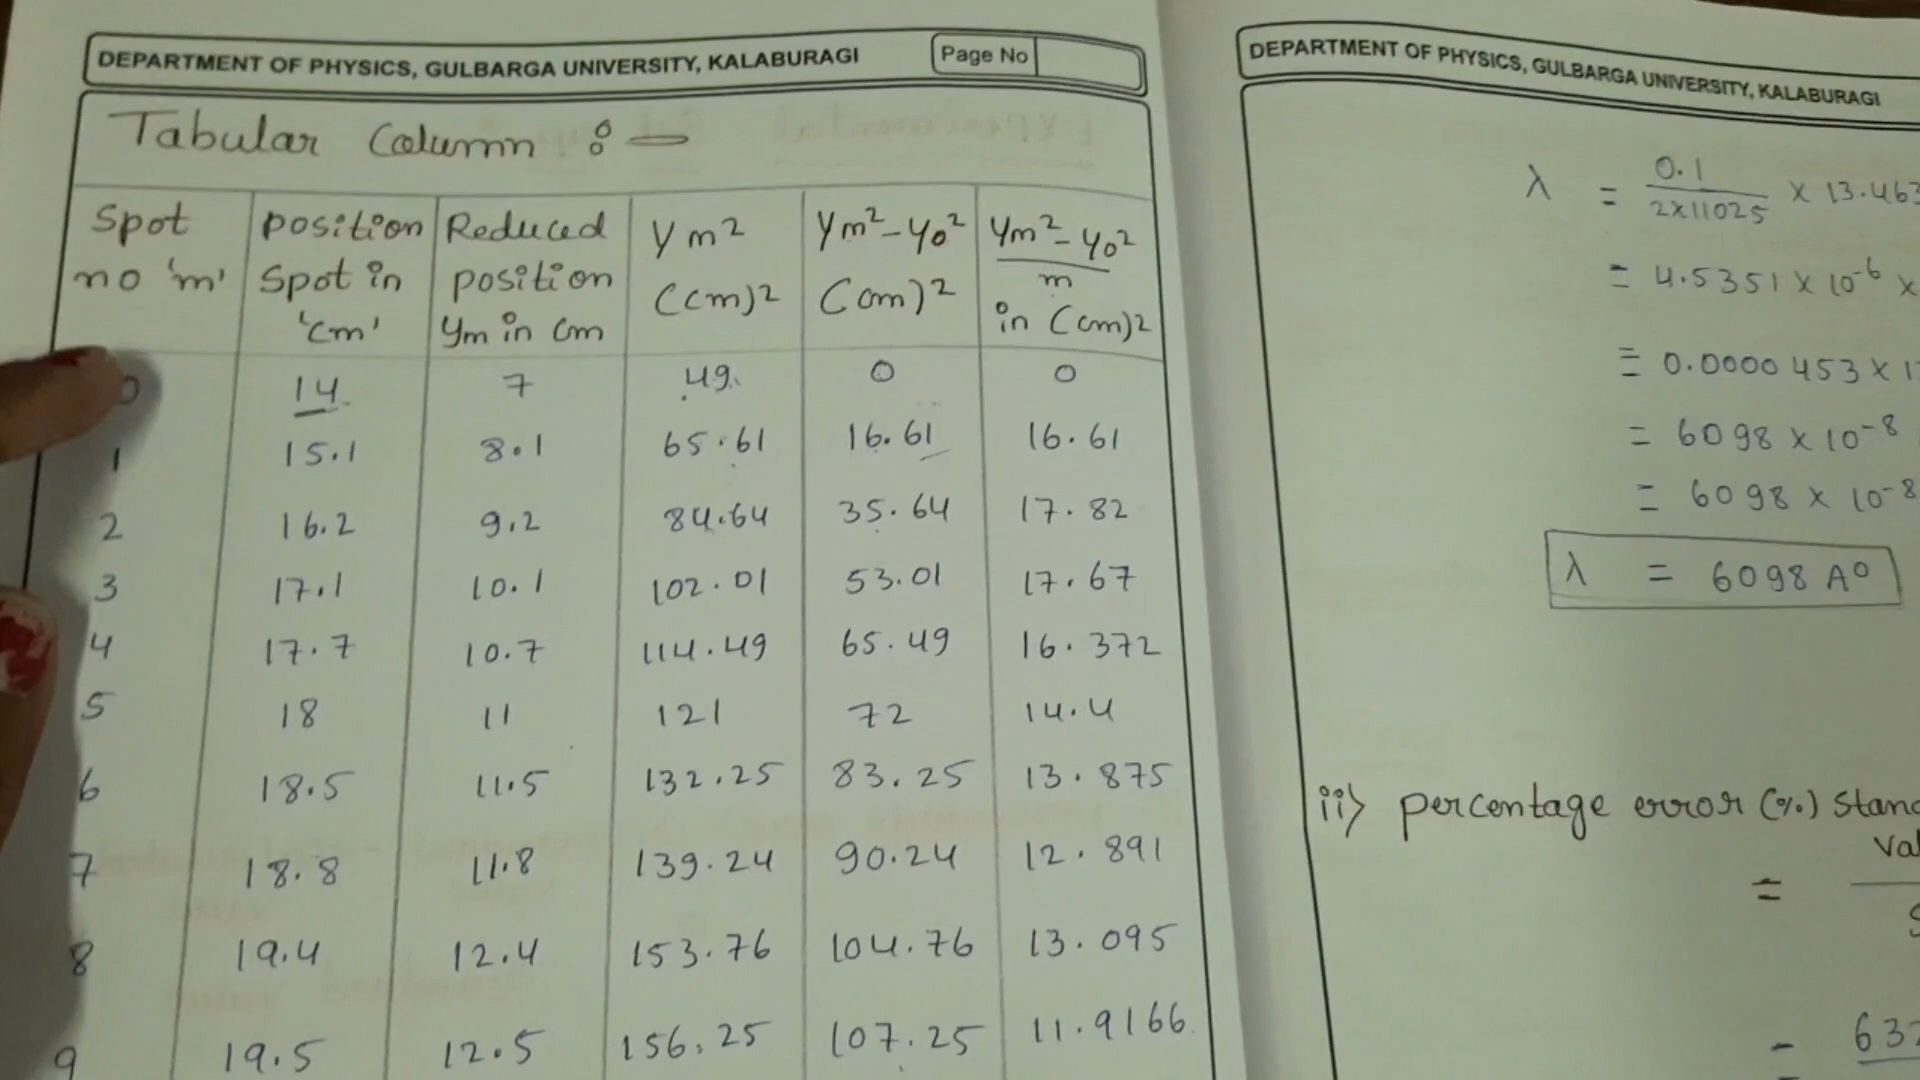 DEPARTMENT OF PHYSICS, GULBARGA UNIVERSITY, KALABURAGI
Page No
Tabular Column :-
Spot no 'm' | position Spot in 'cm' | Reduced position Ym in Cm | Ym² (cm)² | Ym²-Yo² (cm)² | Ym²-Yo²/m in (cm)²
0 14 7 49 0 0
1 15.1 8.1 65.61 16.61 16.61
2 16.2 9.2 84.64 35.64 17.82
3 17.1 10.1 102.01 53.01 17.67
4 17.7 10.7 114.49 65.49 16.372
5 18 11 121 72 14.4
6 18.5 11.5 132.25 83.25 13.875
7 18.8 11.8 139.24 90.24 12.891
8 19.4 12.4 153.76 104.76 13.095
9 19.5 12.5 156.25 107.25 11.9166
DEPARTMENT OF PHYSICS, GULBARGA UNIVERSITY, KALABURAGI
λ = 0.1/2x11025 x 13.463
= 4.5351 x 10-6 x
= 0.0000453 x
= 6098 x 10-8
= 6098 x 10-8
λ = 6098 A°
ii) percentage error (%)
=
=